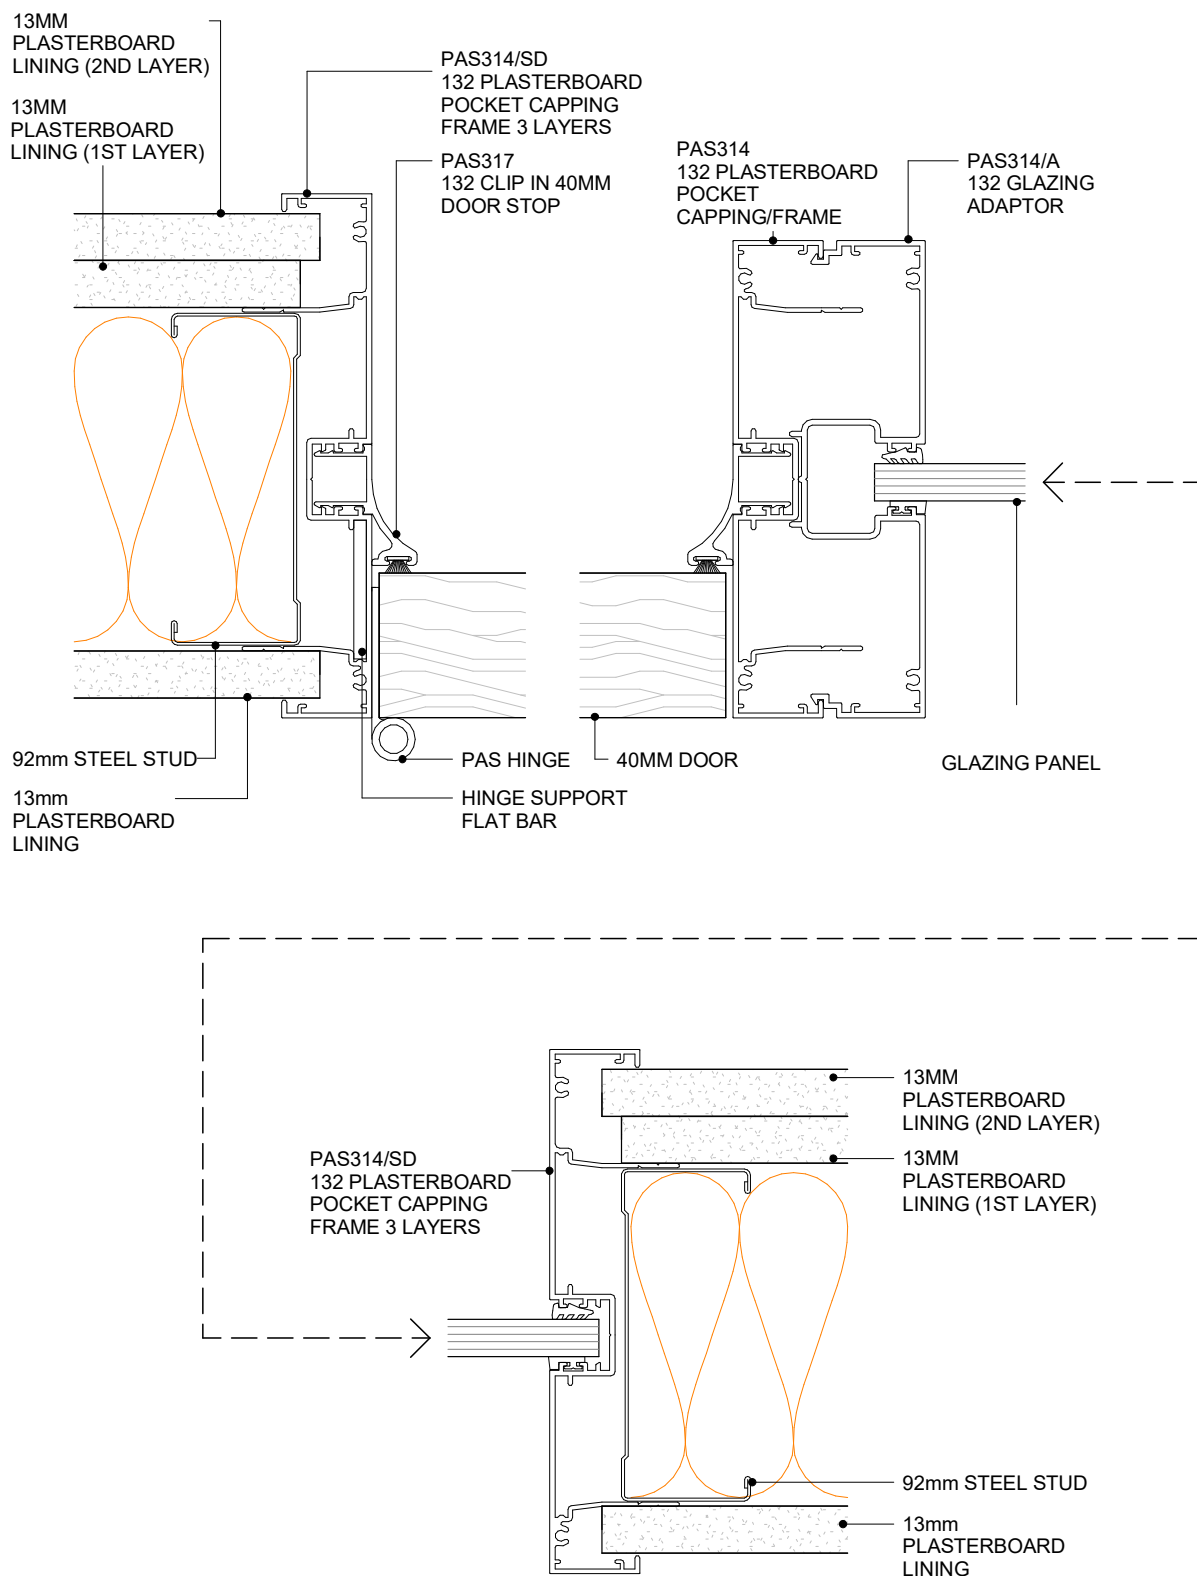 13MM
PLASTERBOARD
LINING (2ND LAYER)
13MM
PLASTERBOARD
LINING (1ST LAYER)
PAS314/SD
132 PLASTERBOARD
POCKET CAPPING
FRAME 3 LAYERS
PAS317
132 CLIP IN 40MM
DOOR STOP
PAS314
132 PLASTERBOARD
POCKET
CAPPING/FRAME
PAS314/A
132 GLAZING
ADAPTOR
92mm STEEL STUD
13mm
PLASTERBOARD
LINING
PAS HINGE
HINGE SUPPORT
FLAT BAR
40MM DOOR
GLAZING PANEL
PAS314/SD
132 PLASTERBOARD
POCKET CAPPING
FRAME 3 LAYERS
13MM
PLASTERBOARD
LINING (2ND LAYER)
13MM
PLASTERBOARD
LINING (1ST LAYER)
92mm STEEL STUD
13mm
PLASTERBOARD
LINING